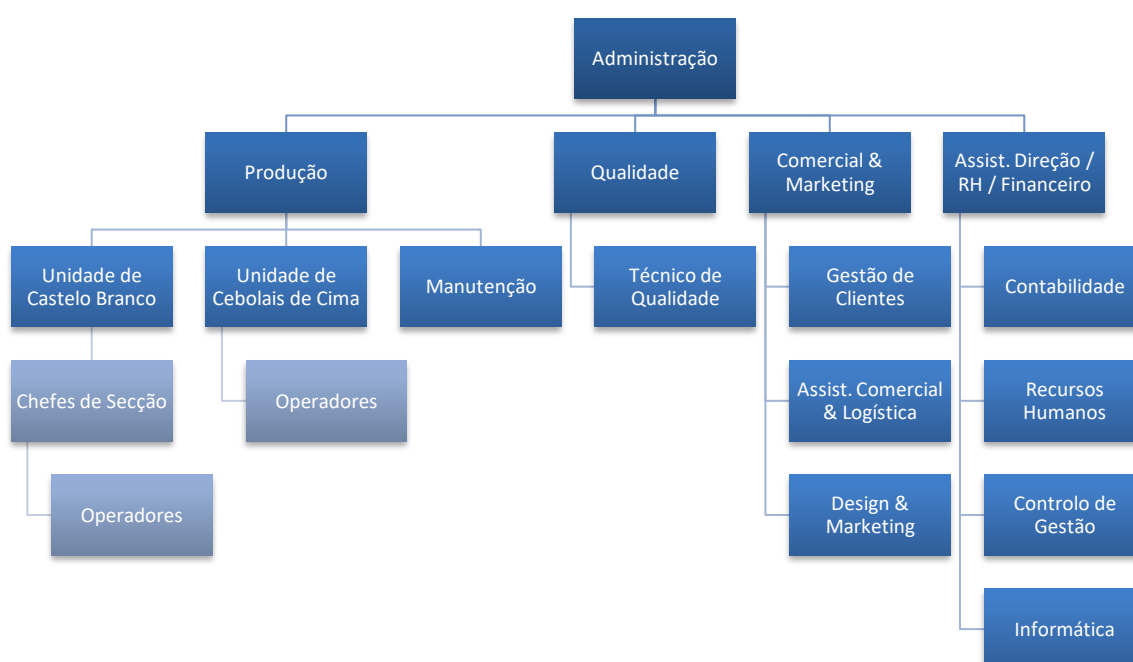 Administração
Produção
Qualidade
Comercial &
Marketing
Assist. Direção /
RH / Financeiro
Unidade de
Castelo Branco
Unidade de
Cebolais de Cima
Manutenção
Técnico de
Qualidade
Gestão de
Clientes
Contabilidade
Chefes de Secção
Operadores
Assist. Comercial
& Logística
Recursos
Humanos
Operadores
Design &
Marketing
Controlo de
Gestão
Informática